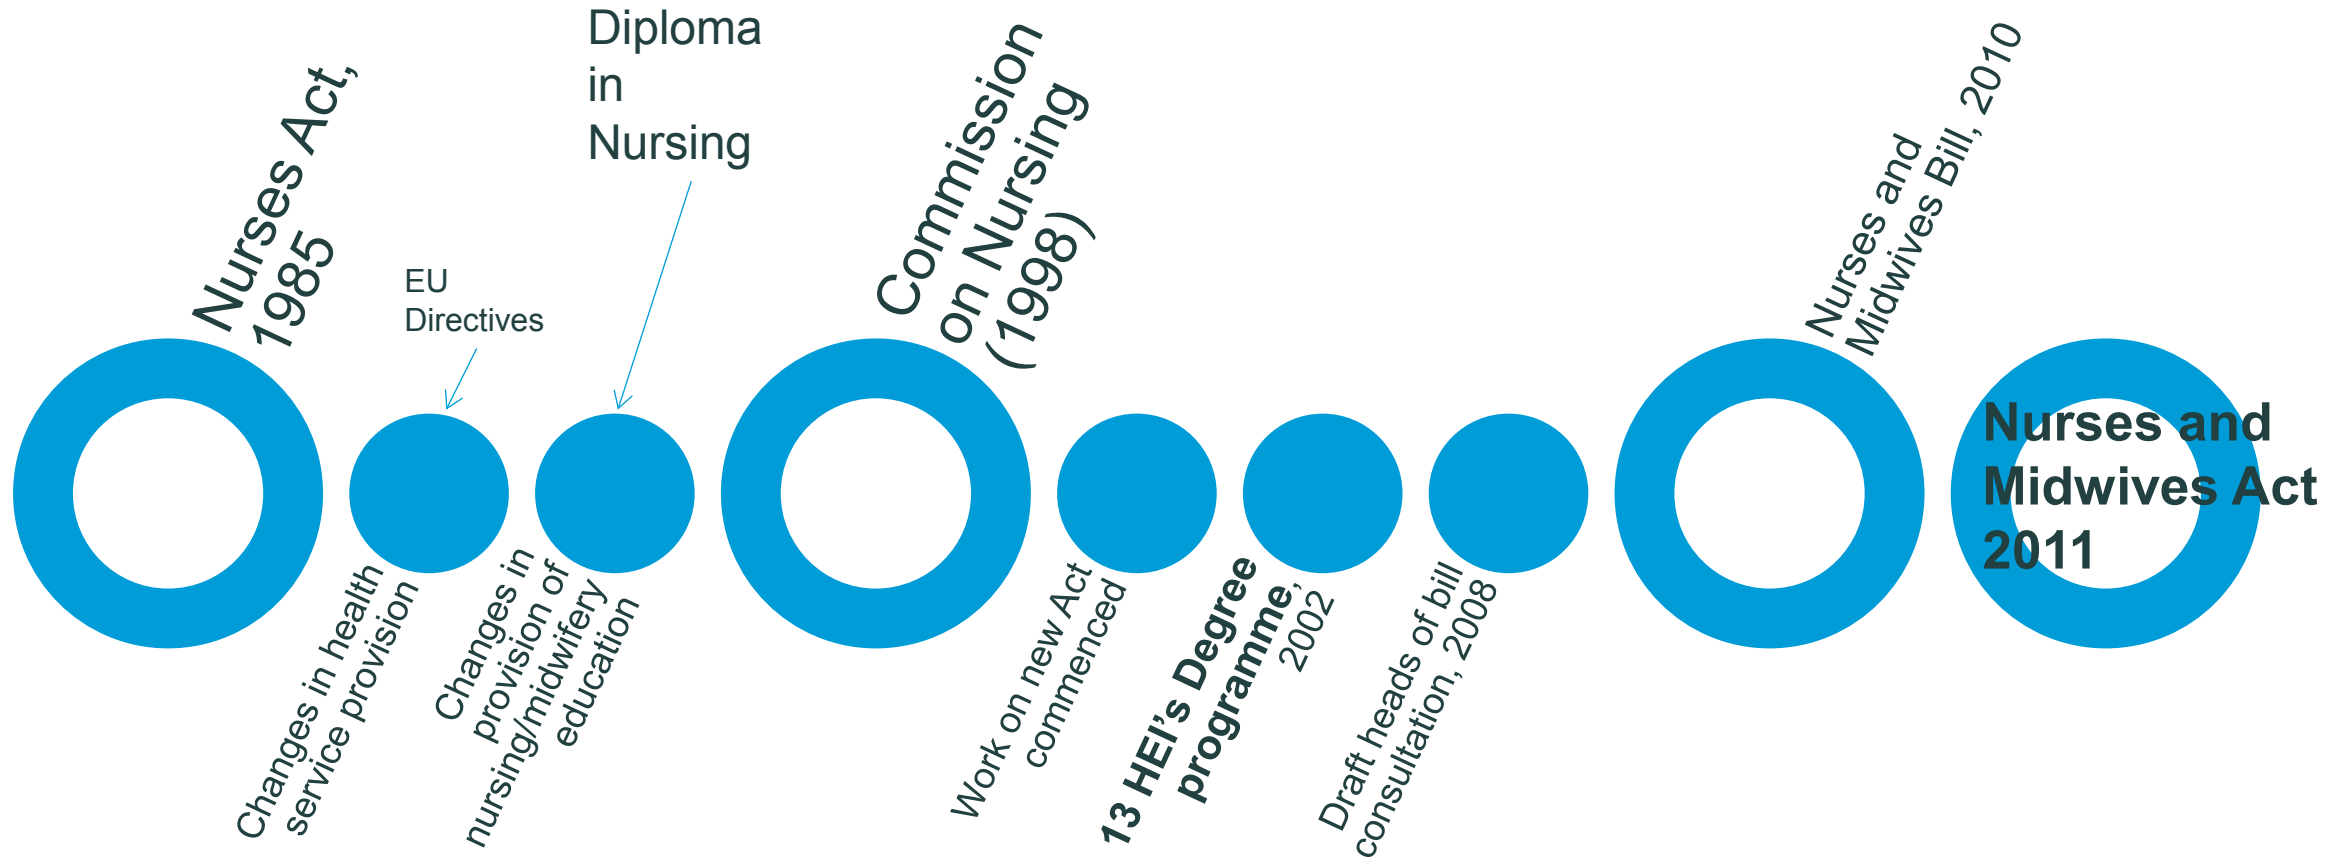 Nurses Act,
1985
EU
Directives
Changes in health
service provision
Diploma
in
Nursing
Changes in
provision of
nursing/midwifery
education
Commission
on Nursing
(1998)
Work on new Act
commenced
13 HEI’s Degree
programme,
2002
Draft heads of bill
consultation, 2008
Nurses and
Midwives Bill, 2010
Nurses and
Midwives Act
2011